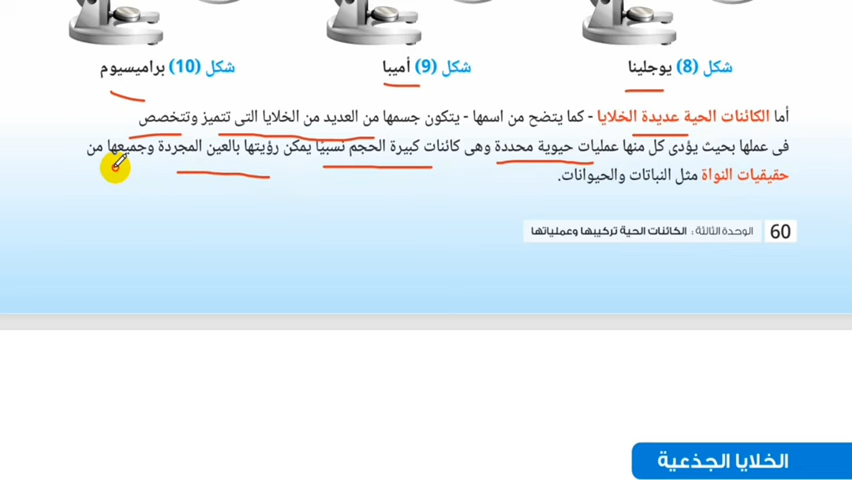 شكل (8) يوجلينا
شكل (9) أميبا
شكل (10) براميسيوم
أما الكائنات الحية عديدة الخلايا - كما يتضح من اسمها - يتكون جسمها من العديد من الخلايا التى تتميز وتتخصص
فى عملها بحيث يؤدى كل منها عمليات حيوية محددة وهى كائنات كبيرة الحجم نسبيًا يمكن رؤيتها بالعين المجردة وجميعها من
حقيقيات النواة مثل النباتات والحيوانات.
60 الوحدة الثالثة : الكائنات الحية تركيبها وعملياتها
الخلايا الجذعية